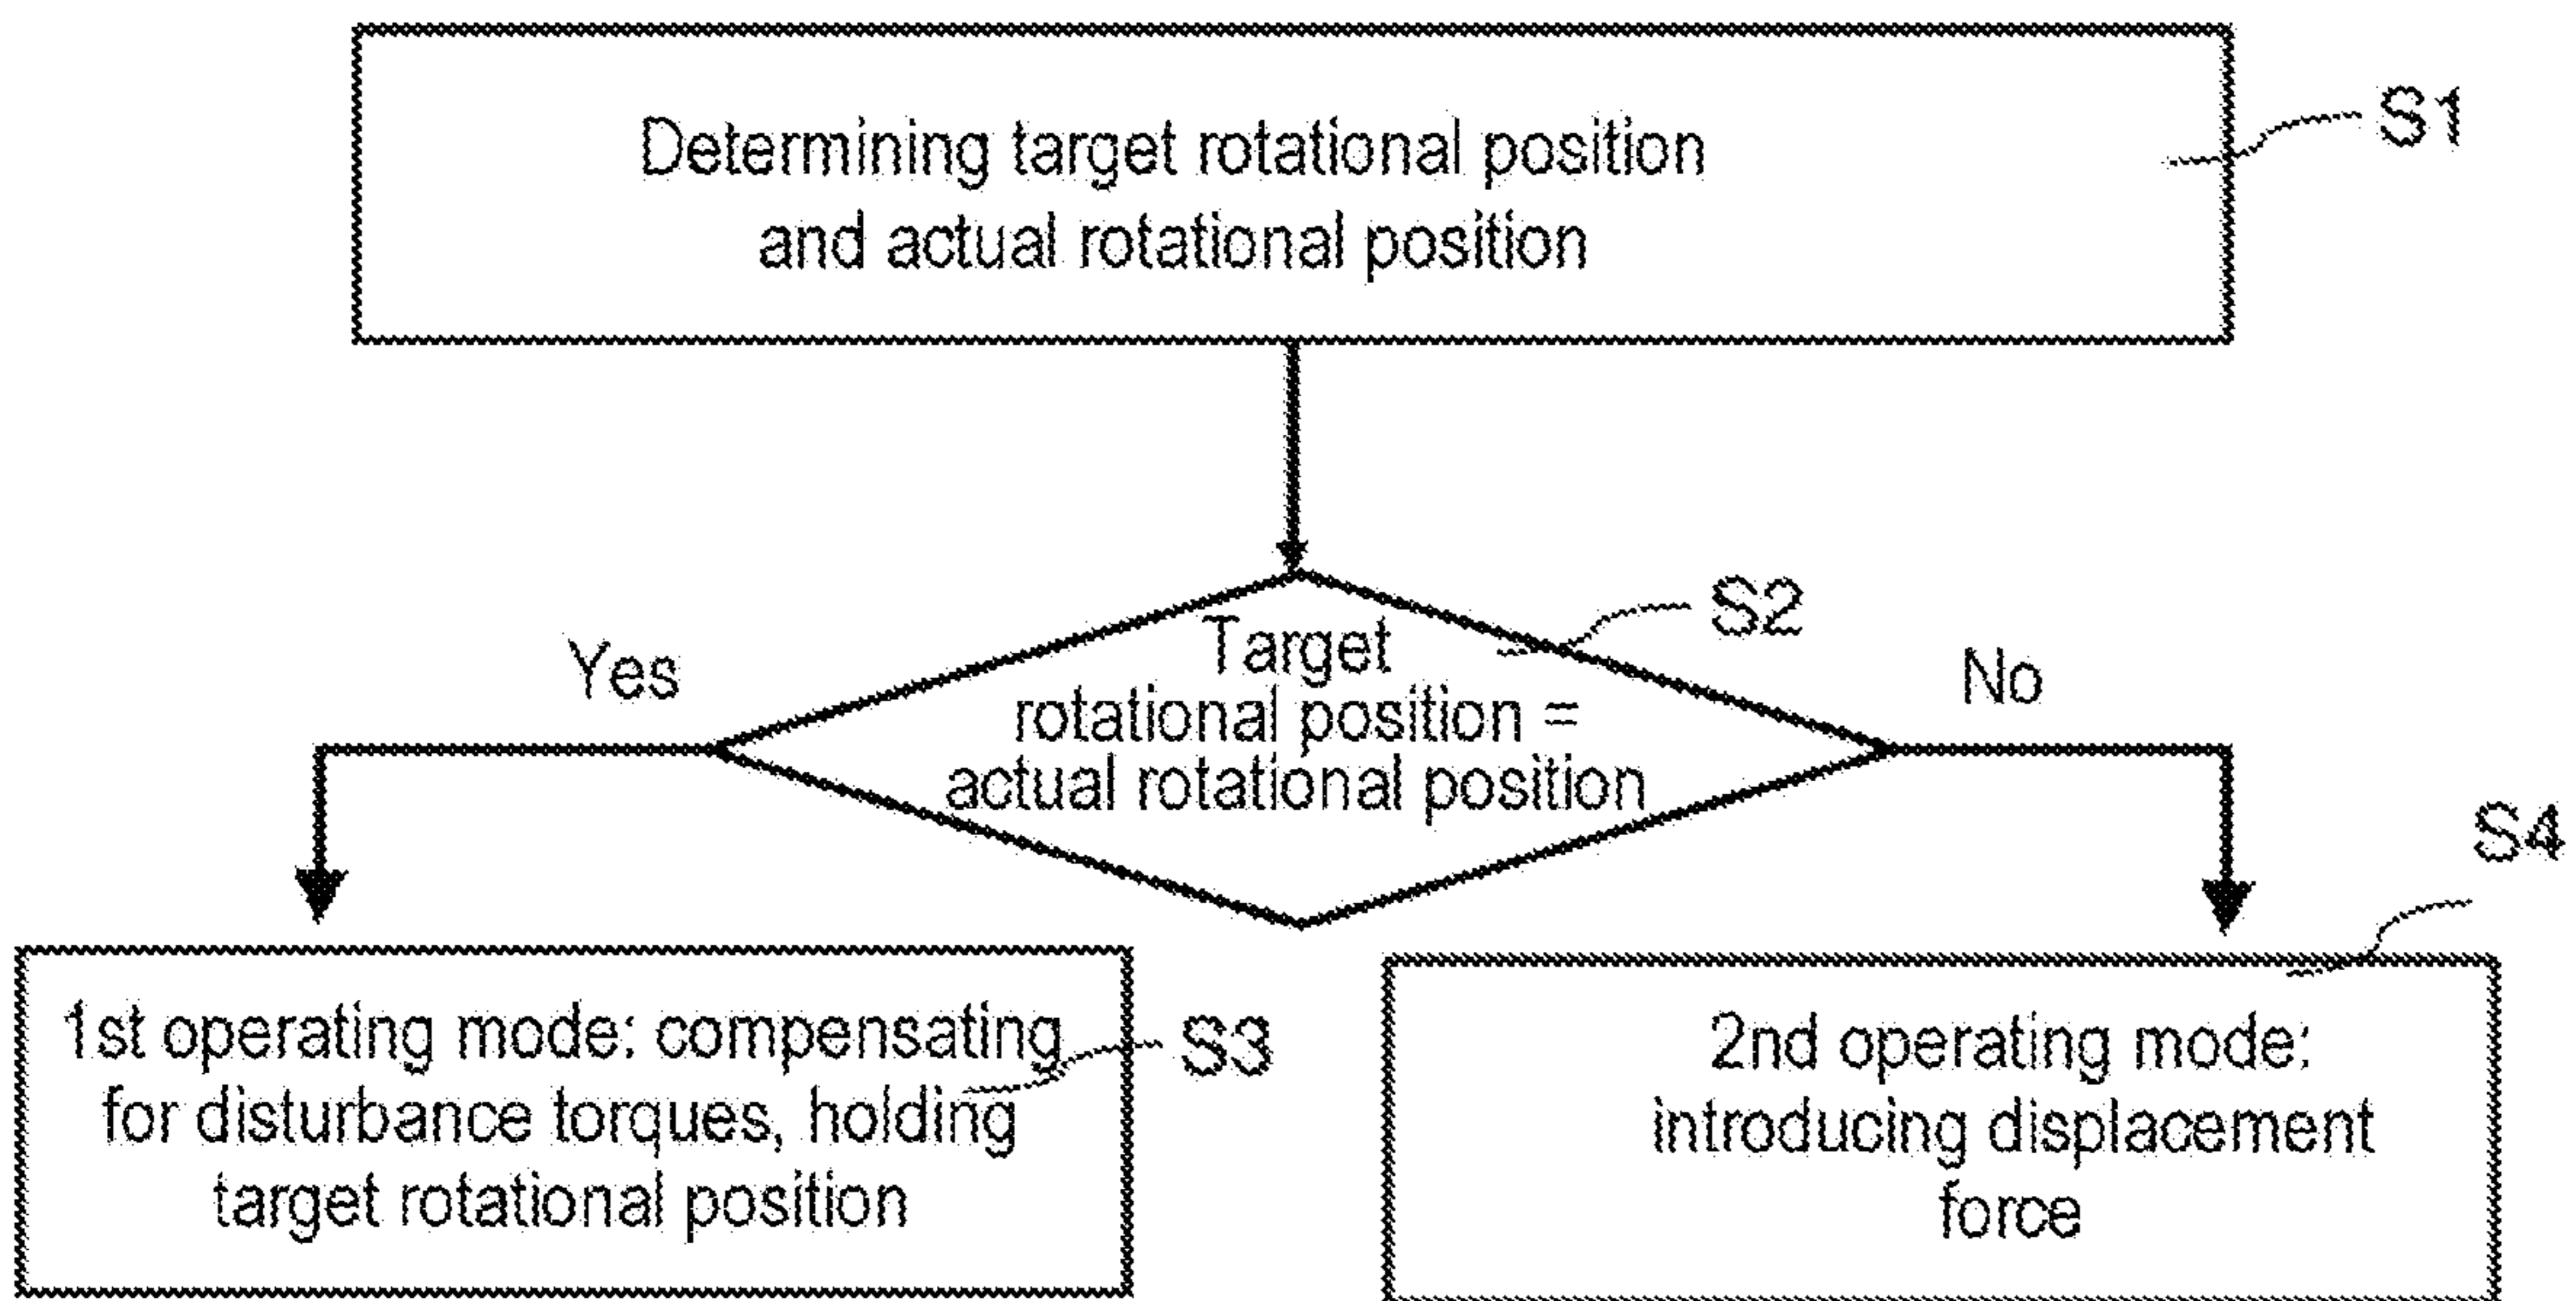 Determining target rotational position
and actual rotational position
S1
S2
Target
rotational position =
actual rotational position
Yes
No
S4
1st operating mode: compensating
for disturbance torques, holding
target rotational position
S3
2nd operating mode:
introducing displacement
force